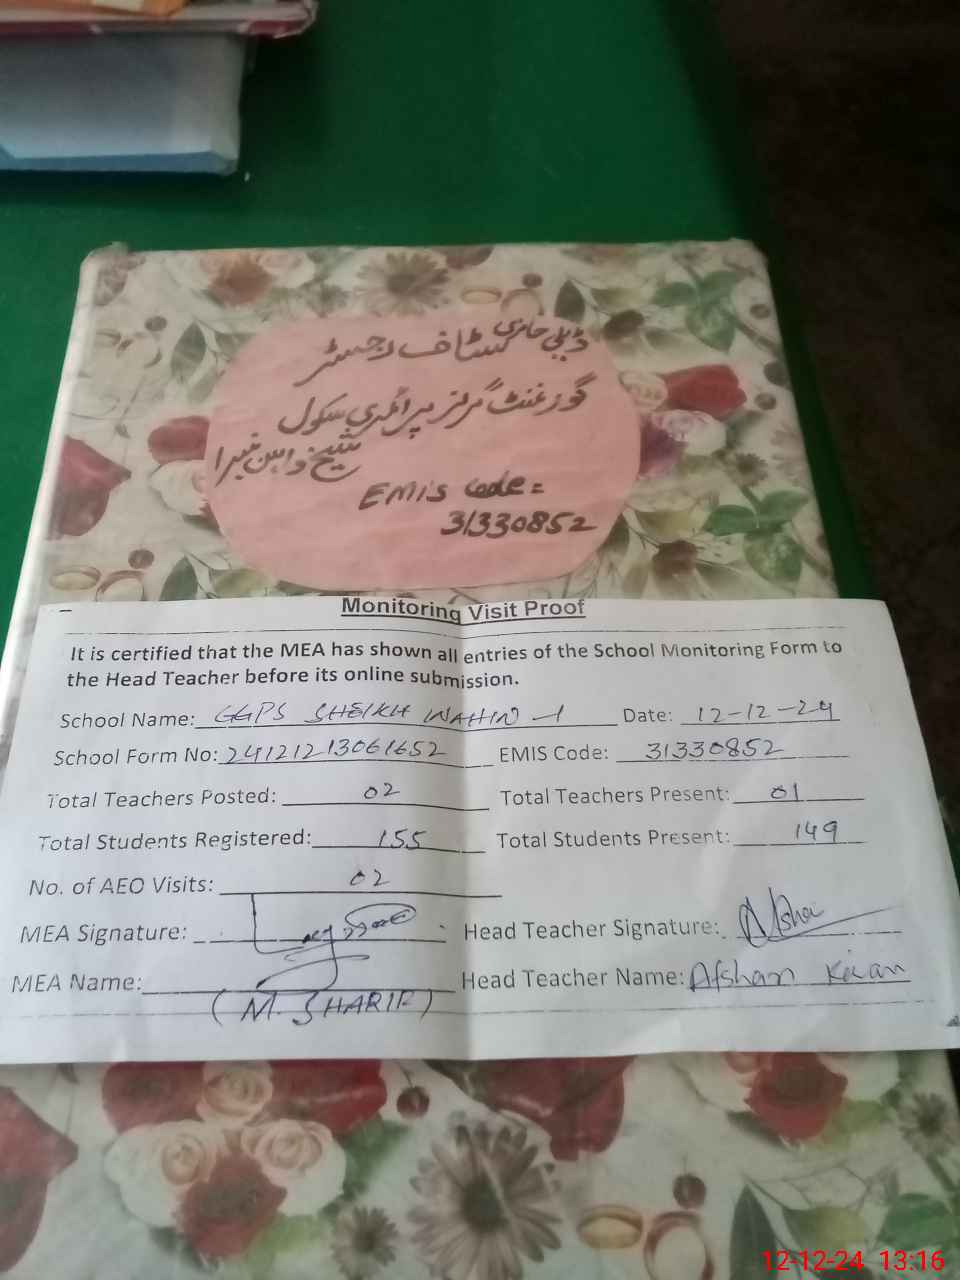 ڈیلی حاضری سٹاف رجسٹر
گورنمنٹ گرلز پرائمری سکول
شیخ واہن نمبر1
EMIS Code =
31330852
Monitoring Visit Proof
It is certified that the MEA has shown all entries of the School Monitoring Form to
the Head Teacher before its online submission.
School Name: GGPS SHEIKH WAHIN -1 Date: 12-12-24
School Form No: 24121213061652 EMIS Code: 31330852
Total Teachers Posted: 02 Total Teachers Present: 01
Total Students Registered: 155 Total Students Present: 149
No. of AEO Visits: 02
MEA Signature: Head Teacher Signature: Afshan
MEA Name: (M. SHARIF) Head Teacher Name: Afshan Kiran
12-12-24 13:16